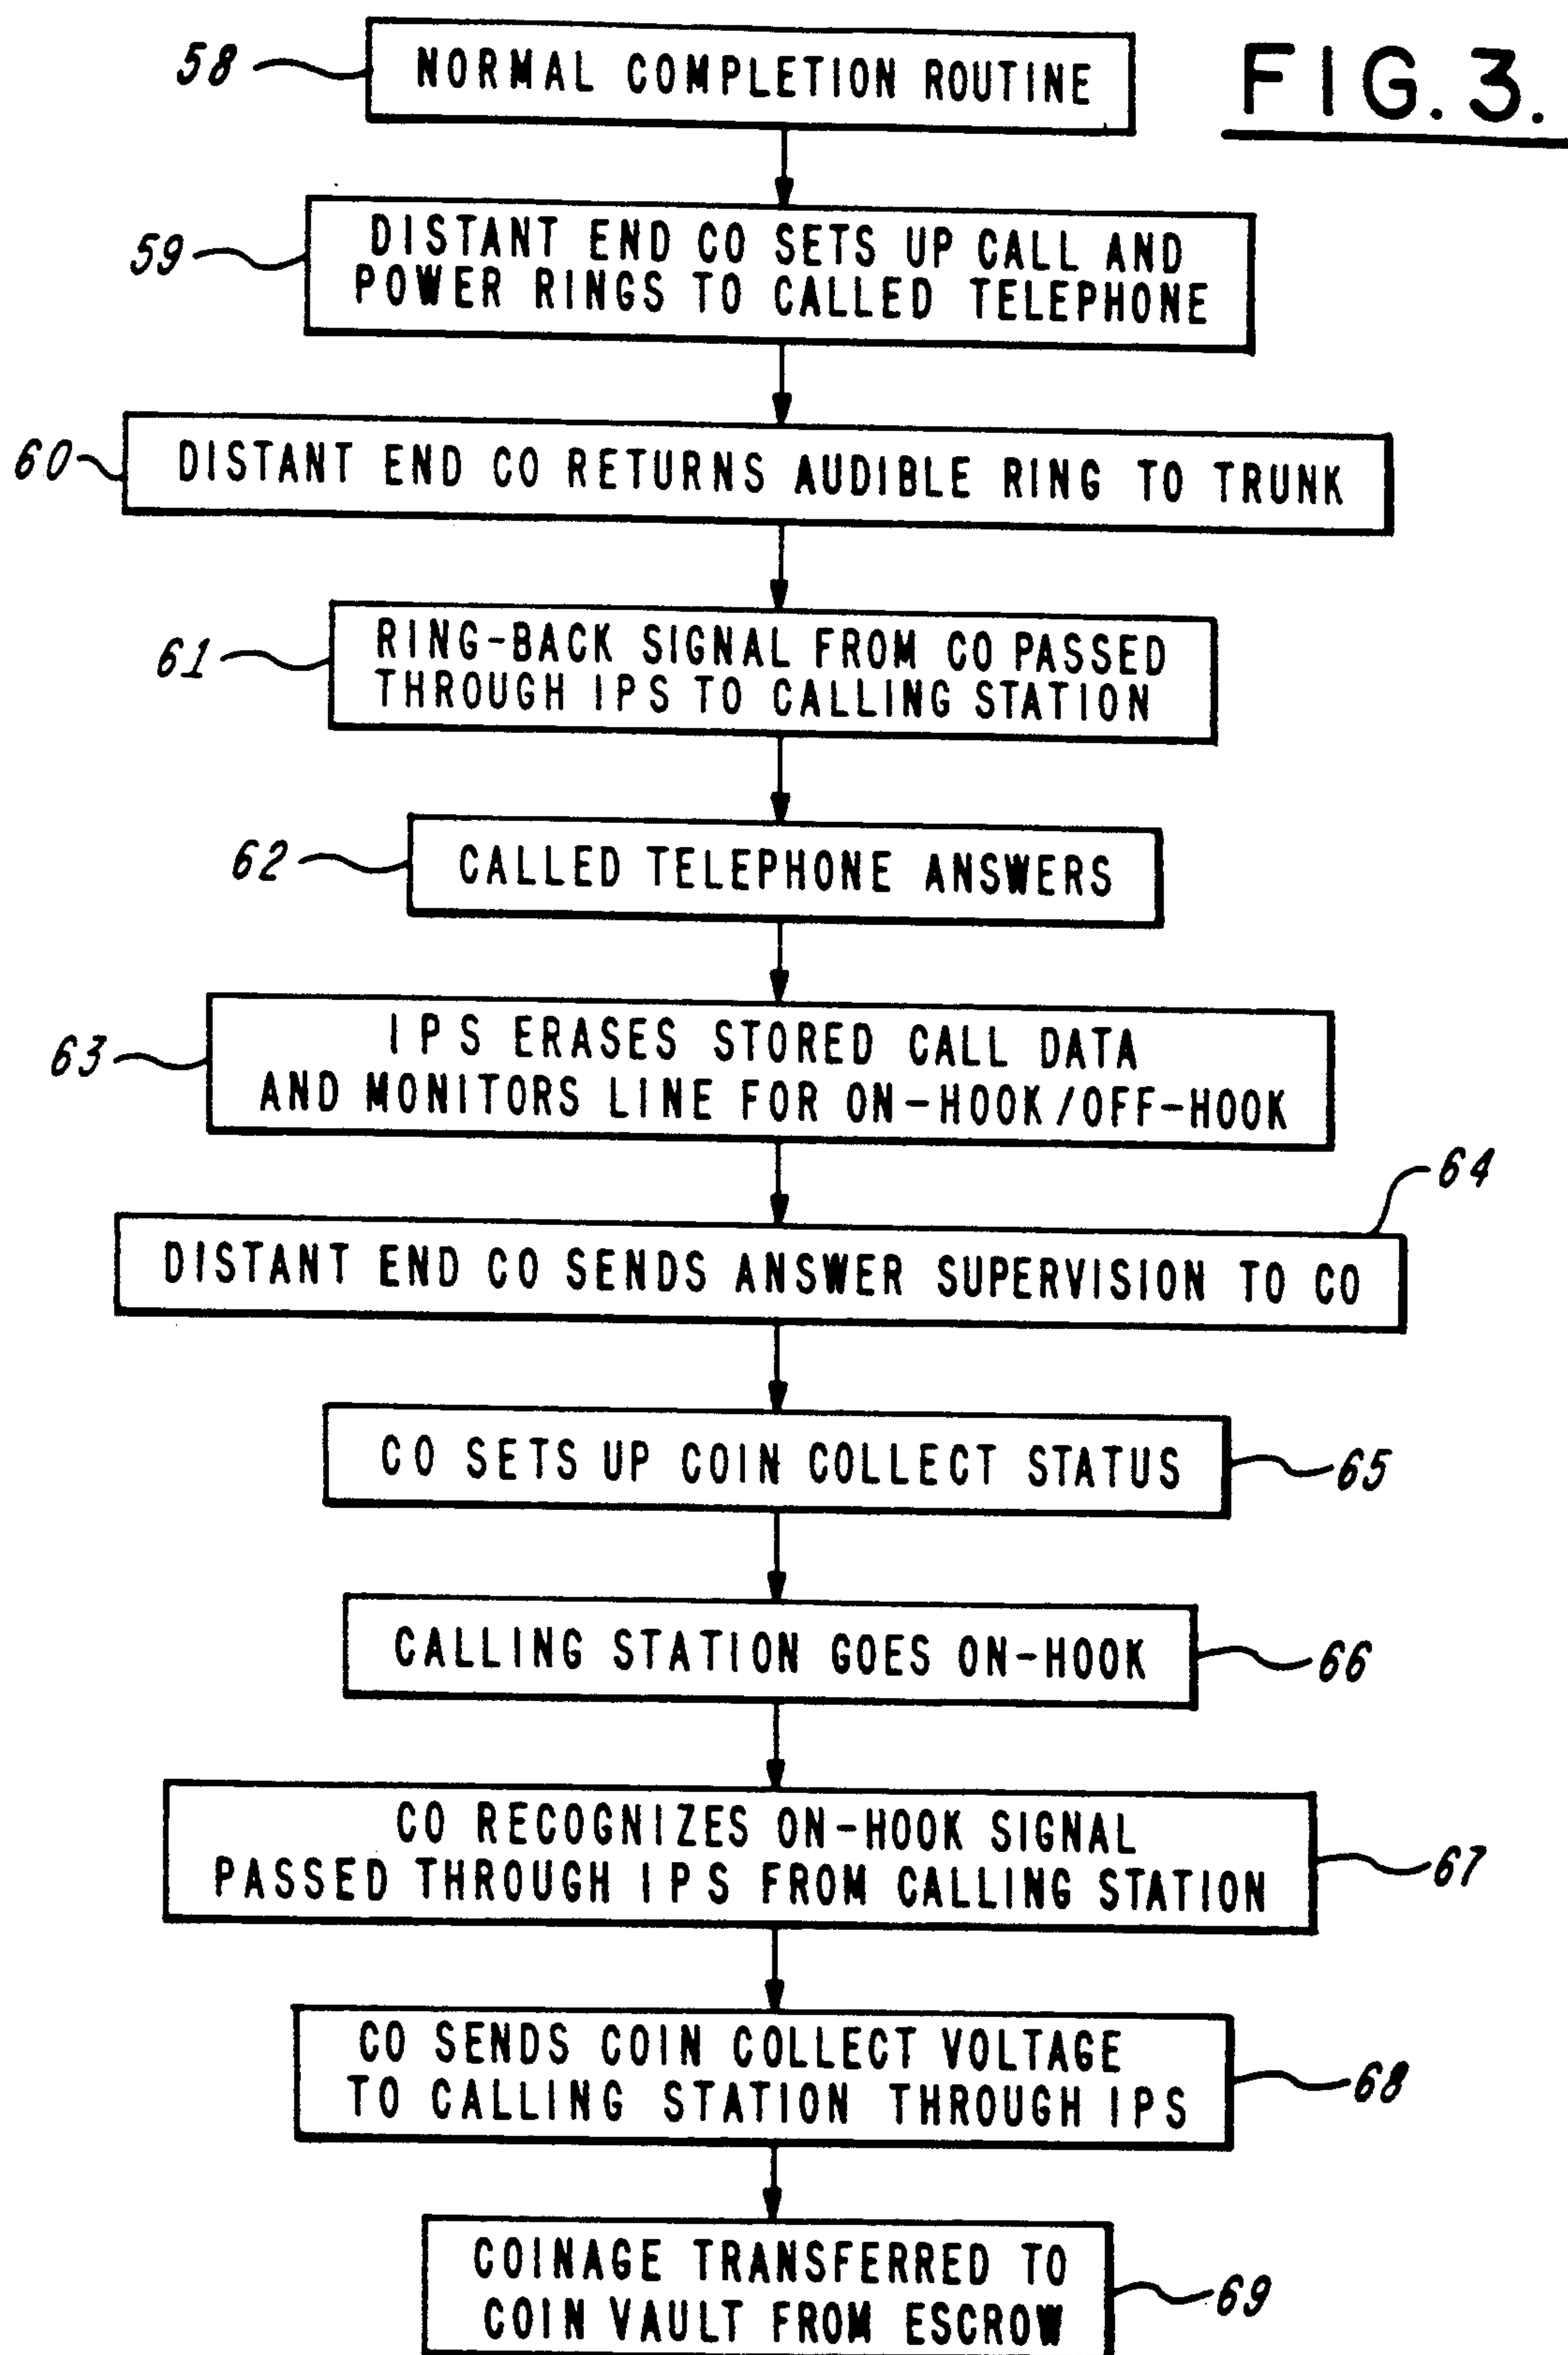 FIG. 3.
58
NORMAL COMPLETION ROUTINE
59
DISTANT END CO SETS UP CALL AND
POWER RINGS TO CALLED TELEPHONE
60
DISTANT END CO RETURNS AUDIBLE RING TO TRUNK
61
RING-BACK SIGNAL FROM CO PASSED
THROUGH IPS TO CALLING STATION
62
CALLED TELEPHONE ANSWERS
63
IPS ERASES STORED CALL DATA
AND MONITORS LINE FOR ON-HOOK/OFF-HOOK
64
DISTANT END CO SENDS ANSWER SUPERVISION TO CO
CO SETS UP COIN COLLECT STATUS
65
CALLING STATION GOES ON-HOOK
66
CO RECOGNIZES ON-HOOK SIGNAL
PASSED THROUGH IPS FROM CALLING STATION
67
CO SENDS COIN COLLECT VOLTAGE
TO CALLING STATION THROUGH IPS
68
COINAGE TRANSFERRED TO
COIN VAULT FROM ESCROW
69